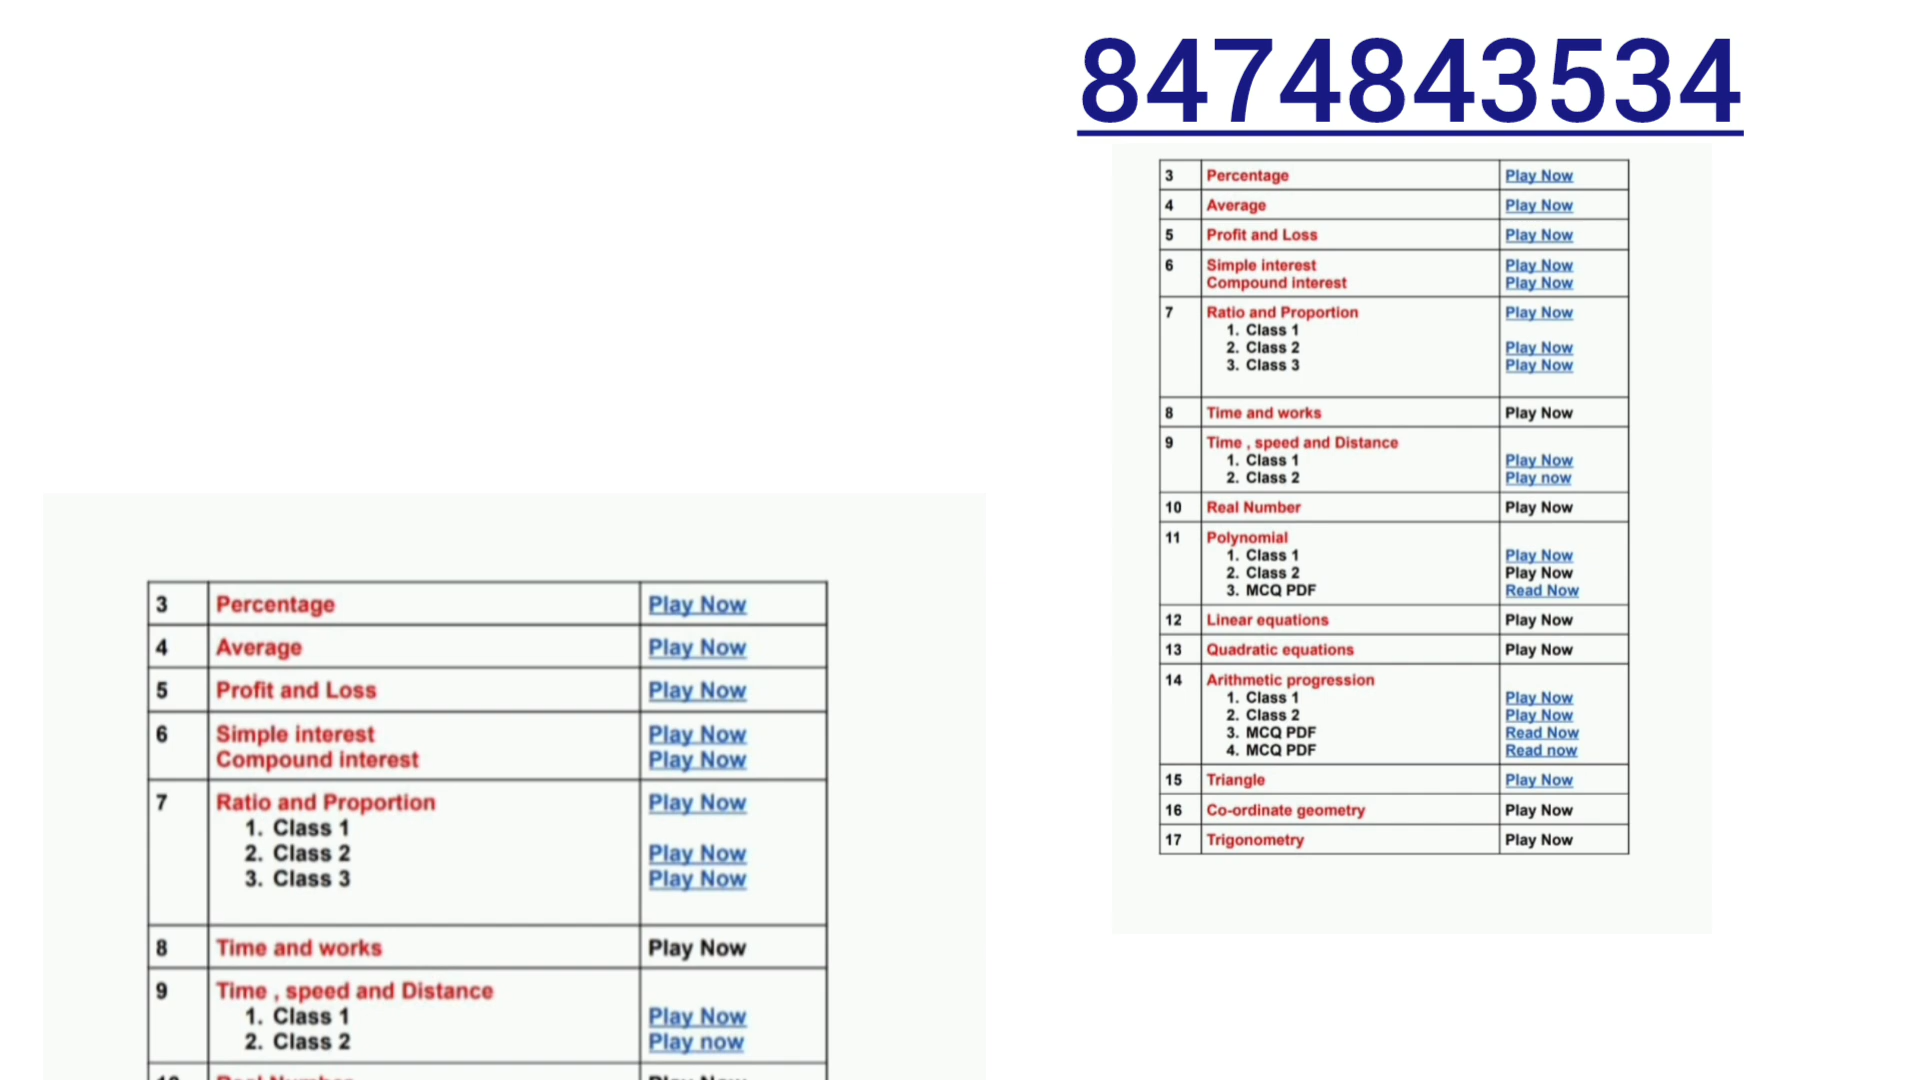 8474843534
3 Percentage Play Now
4 Average Play Now
5 Profit and Loss Play Now
6 Simple interest Play Now
Compound interest Play Now
7 Ratio and Proportion Play Now
1. Class 1
2. Class 2 Play Now
3. Class 3 Play Now
8 Time and works Play Now
9 Time , speed and Distance
1. Class 1 Play Now
2. Class 2 Play now
10 Real Number Play Now
11 Polynomial
1. Class 1 Play Now
2. Class 2 Play Now
3. MCQ PDF Read Now
12 Linear equations Play Now
13 Quadratic equations Play Now
14 Arithmetic progression
1. Class 1 Play Now
2. Class 2 Play Now
3. MCQ PDF Read Now
4. MCQ PDF Read now
15 Triangle Play Now
16 Co-ordinate geometry Play Now
17 Trigonometry Play Now
3 Percentage Play Now
4 Average Play Now
5 Profit and Loss Play Now
6 Simple interest Play Now
Compound interest Play Now
7 Ratio and Proportion Play Now
1. Class 1
2. Class 2 Play Now
3. Class 3 Play Now
8 Time and works Play Now
9 Time , speed and Distance
1. Class 1 Play Now
2. Class 2 Play now